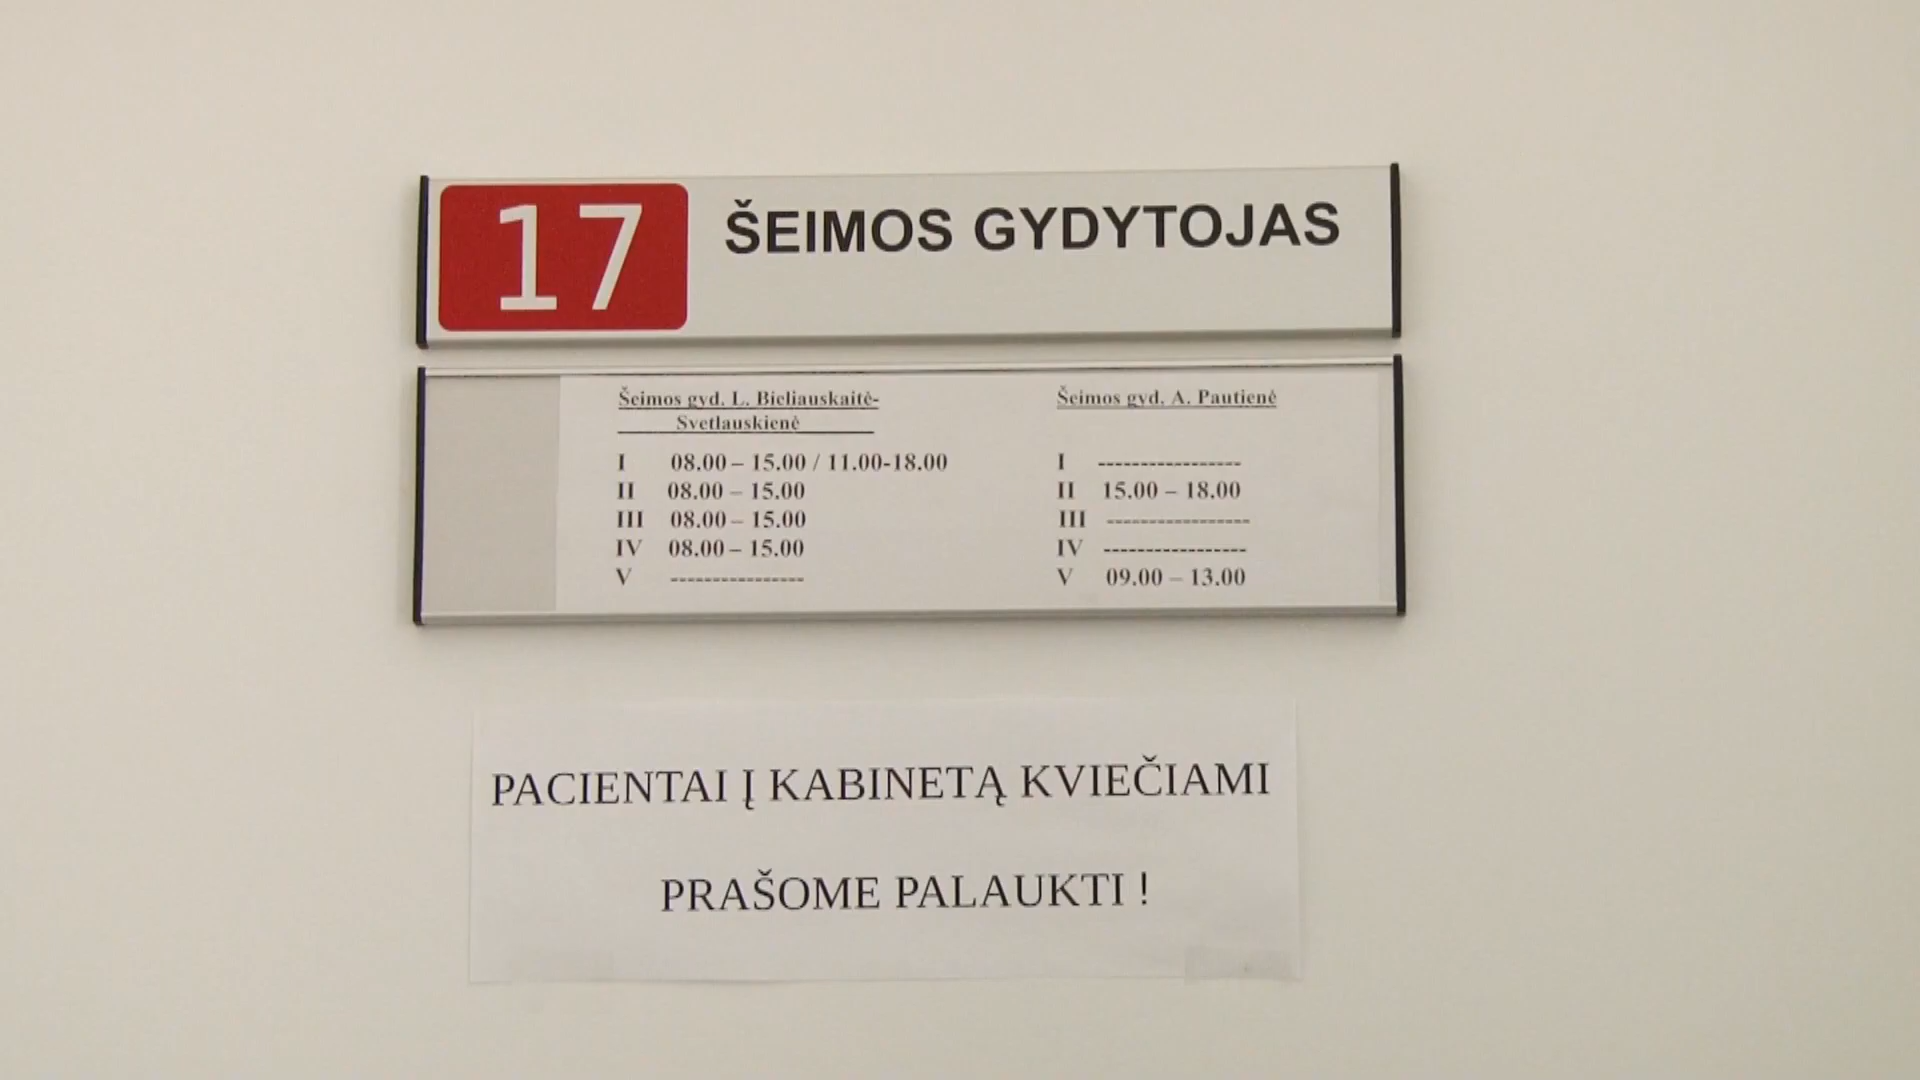 17 ŠEIMOS GYDYTOJAS
Šeimos gyd. L. Bieliauskaitė-
Svetlauskienė
I 08.00 – 15.00 / 11.00-18.00
II 08.00 – 15.00
III 08.00 – 15.00
IV 08.00 – 15.00
V ----------------
Šeimos gyd. A. Pautienė
I -----------------
II 15.00 – 18.00
III -----------------
IV -----------------
V 09.00 – 13.00
PACIENTAI Į KABINETĄ KVIEČIAMI
PRAŠOME PALAUKTI !